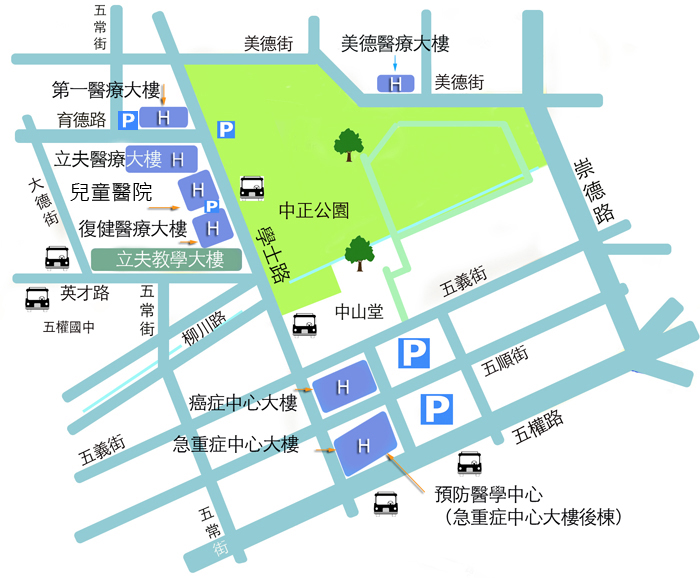 五常街
美德街
美德醫療大樓
H
美德街
第一醫療大樓
H
P
P
育德路
立夫醫療大樓 H
兒童醫院
H
P
復健醫療大樓
H
立夫教學大樓
大德街
中正公園
崇德路
學士路
英才路
五常街
五權國中
柳川路
中山堂
五義街
P
五順街
癌症中心大樓
H
P
五權路
急重症中心大樓
H
五義街
預防醫學中心
（急重症中心大樓後棟）
五常街